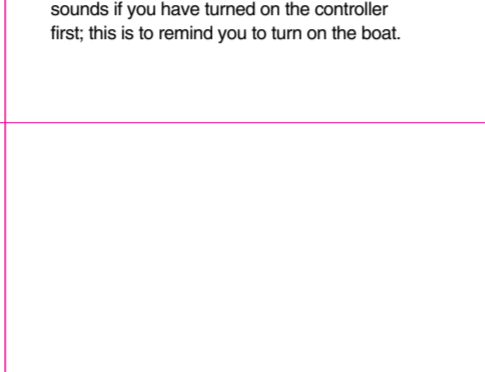 sounds if you have turned on the controller
first; this is to remind you to turn on the boat.